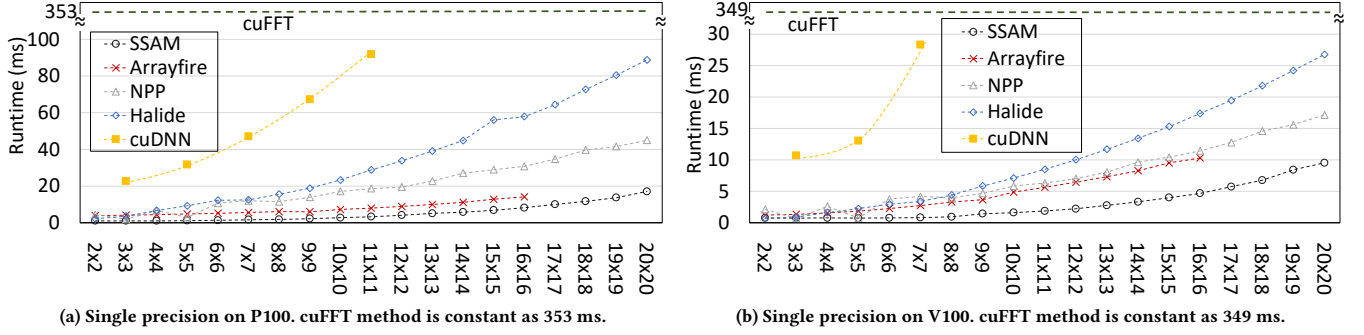 353
≈
cuFFT
≈
100
80
60
40
20
0
Runtime (ms)
SSAM
Arrayfire
NPP
Halide
cuDNN
2x2
3x3
4x4
5x5
6x6
7x7
8x8
9x9
10x10
11x11
12x12
13x13
14x14
15x15
16x16
17x17
18x18
19x19
20x20
(a) Single precision on P100. cuFFT method is constant as 353 ms.
349
≈
cuFFT
≈
30
25
20
15
10
5
0
Runtime (ms)
SSAM
Arrayfire
NPP
Halide
cuDNN
2x2
3x3
4x4
5x5
6x6
7x7
8x8
9x9
10x10
11x11
12x12
13x13
14x14
15x15
16x16
17x17
18x18
19x19
20x20
(b) Single precision on V100. cuFFT method is constant as 349 ms.